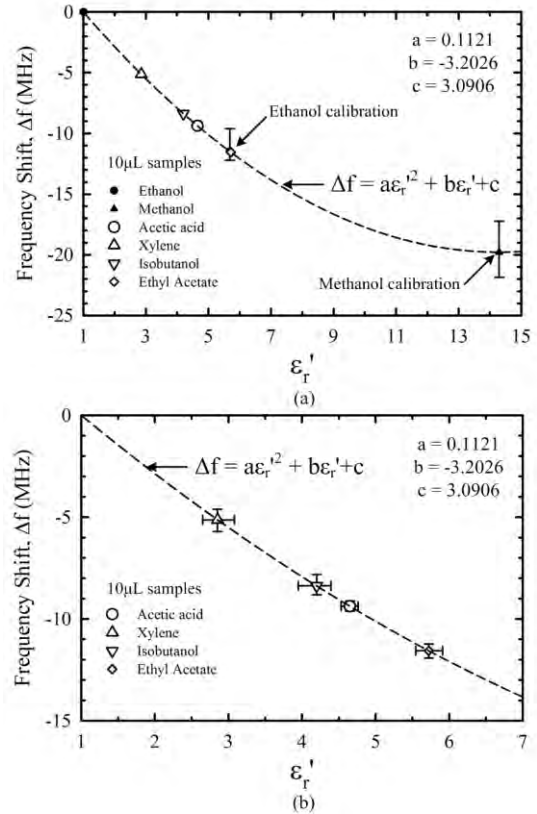 0
-5
-10
-15
-20
-25
Frequency Shift, Δf (MHz)
a = 0.1121
b = -3.2026
c = 3.0906
Ethanol calibration
Δf = aεr'² + bεr'+c
10μL samples
Ethanol
Methanol
Acetic acid
Xylene
Isobutanol
Ethyl Acetate
Methanol calibration
1 3 5 7 9 11 13 15
εr'
(a)
0
-5
-10
-15
Frequency Shift, Δf (MHz)
a = 0.1121
b = -3.2026
c = 3.0906
Δf = aεr'² + bεr'+c
10μL samples
Acetic acid
Xylene
Isobutanol
Ethyl Acetate
1 2 3 4 5 6 7
εr'
(b)